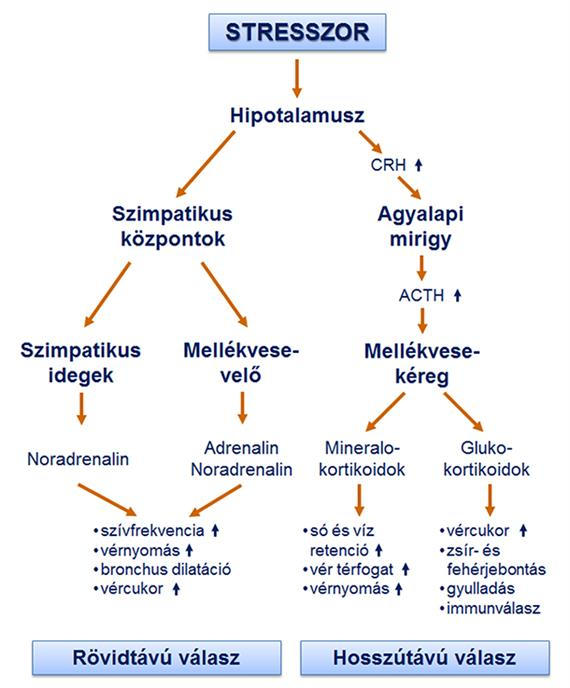 STRESSZOR
Hipotalamusz
CRH
Szimpatikus
központok
Agyalapi
mirigy
ACTH
Szimpatikus
idegek
Mellékvese-
velő
Mellékvese-
kéreg
Noradrenalin
Adrenalin
Noradrenalin
Mineralo-
kortikoidok
Gluko-
kortikoidok
•szívfrekvencia
•vérnyomás
•bronchus dilatáció
•vércukor
•só és víz
retenció
•vér térfogat
•vérnyomás
•vércukor
•zsír- és
fehérjebontás
•gyulladás
•immunválasz
Rövidtávú válasz
Hosszútávú válasz